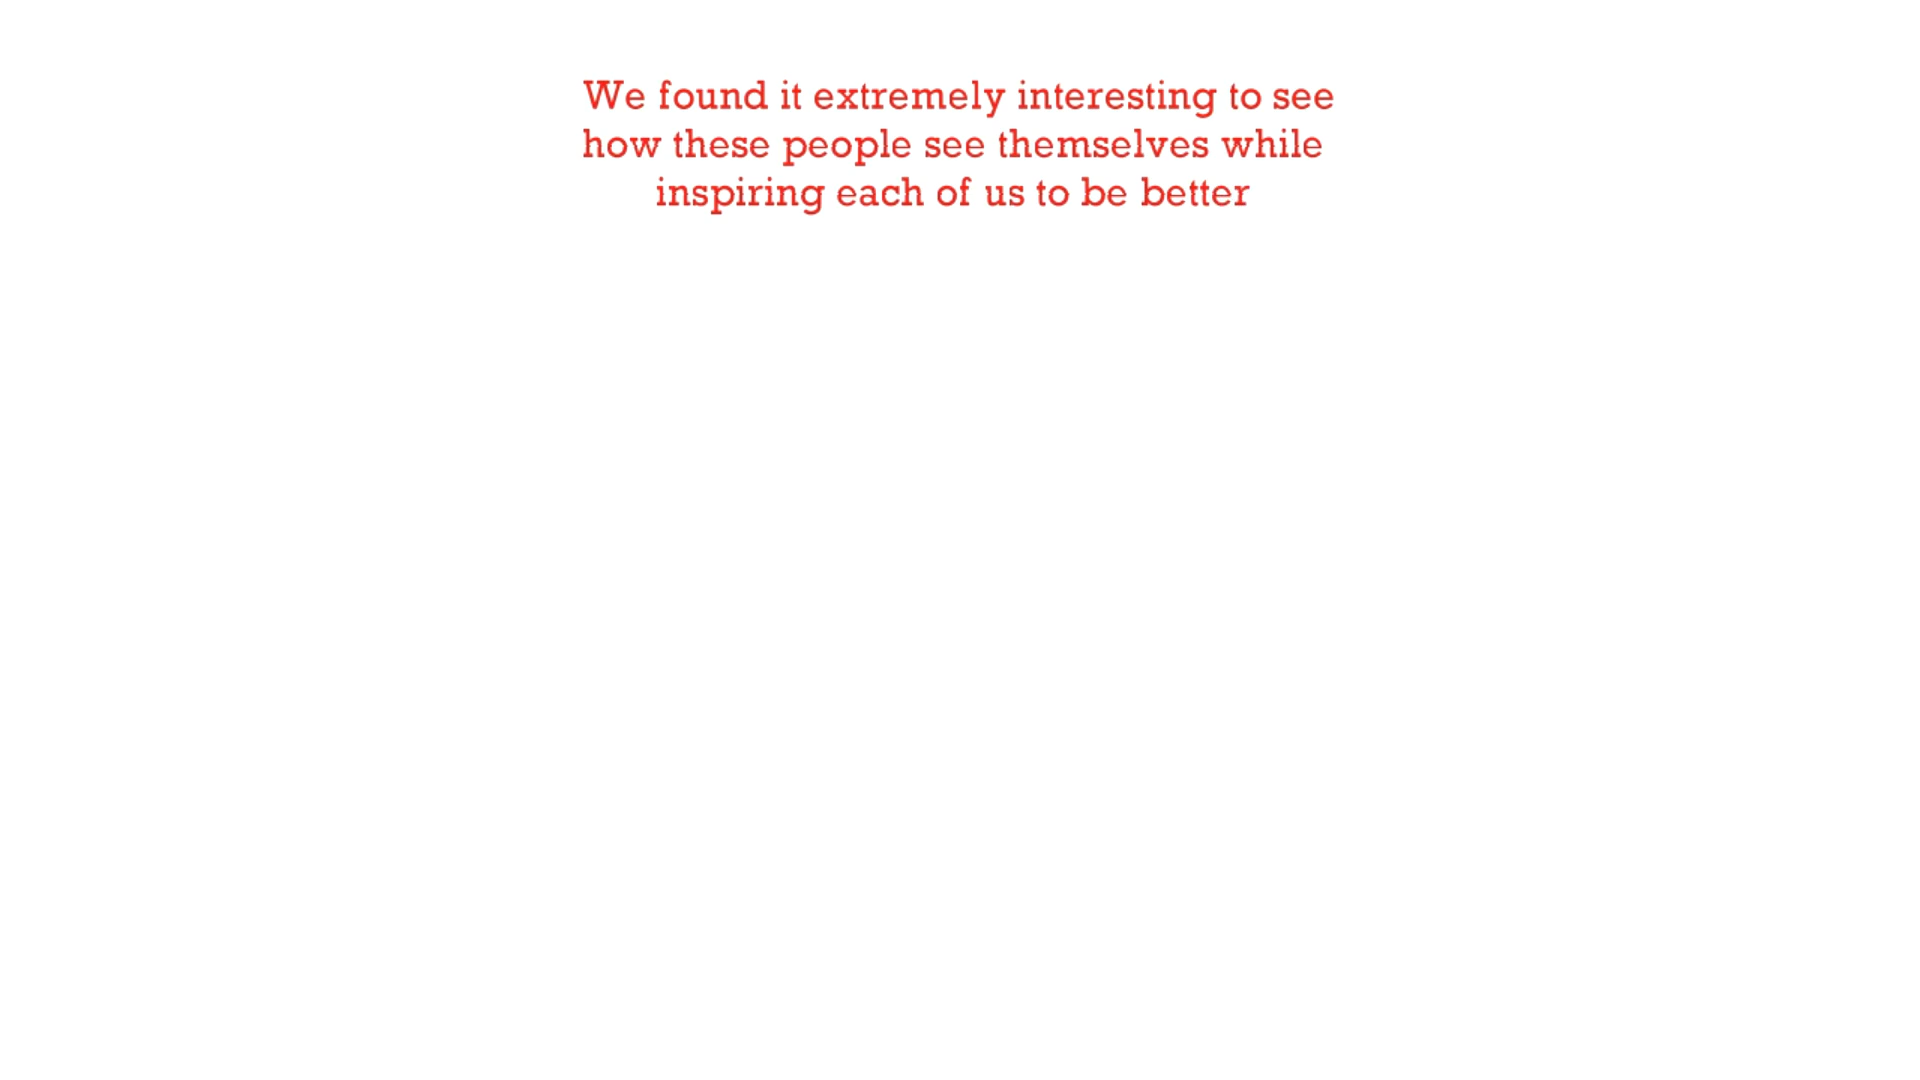 We found it extremely interesting to see
how these people see themselves while
inspiring each of us to be better